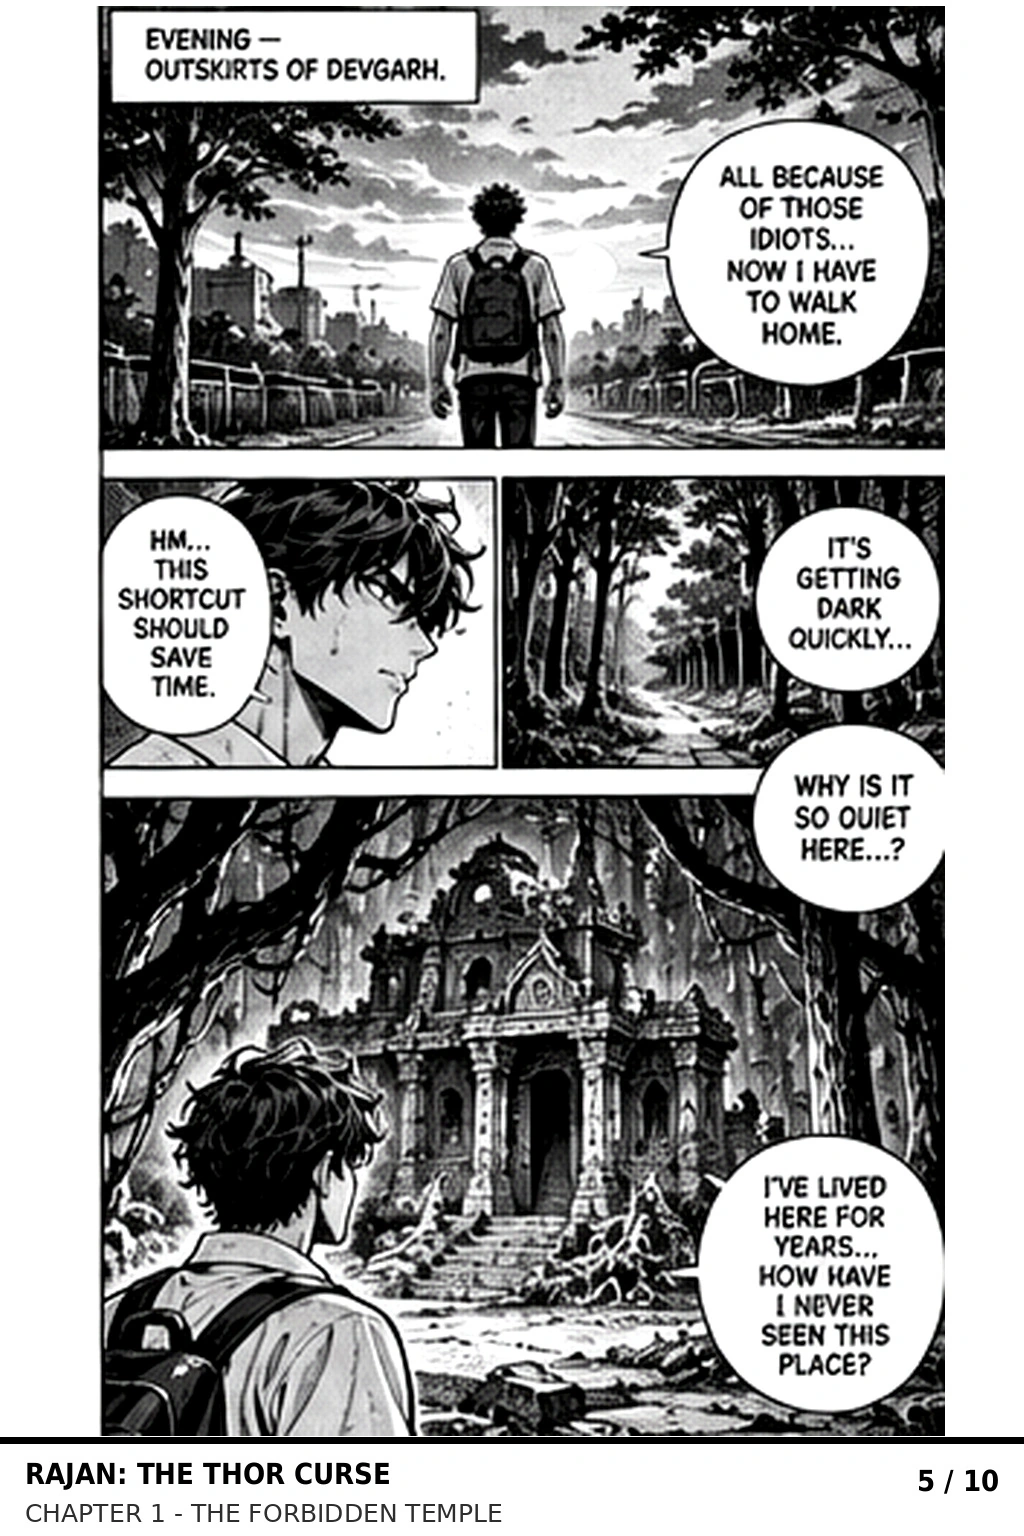 EVENING —
OUTSKIRTS OF DEVGARH.
ALL BECAUSE
OF THOSE
IDIOTS...
NOW I HAVE
TO WALK
HOME.
HM...
THIS
SHORTCUT
SHOULD
SAVE
TIME.
IT'S
GETTING
DARK
QUICKLY...
WHY IS IT
SO QUIET
HERE...?
I'VE LIVED
HERE FOR
YEARS...
HOW HAVE
I NEVER
SEEN THIS
PLACE?
RAJAN: THE THOR CURSE
5 / 10
CHAPTER 1 - THE FORBIDDEN TEMPLE